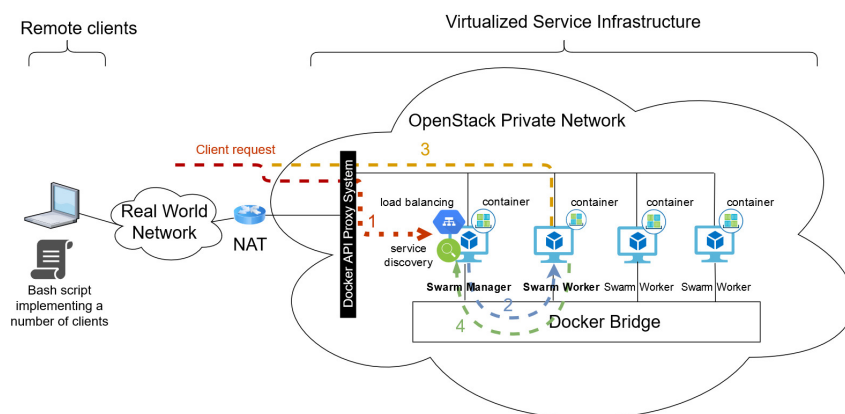 Remote clients
Virtualized Service Infrastructure
OpenStack Private Network
Client request
3
Docker API Proxy System
load balancing
container
container
container
container
Real World
Network
NAT
1
service
discovery
Bash script
implementing a
number of clients
Swarm Manager
Swarm Worker
Swarm Worker
Swarm Worker
2
4
Docker Bridge